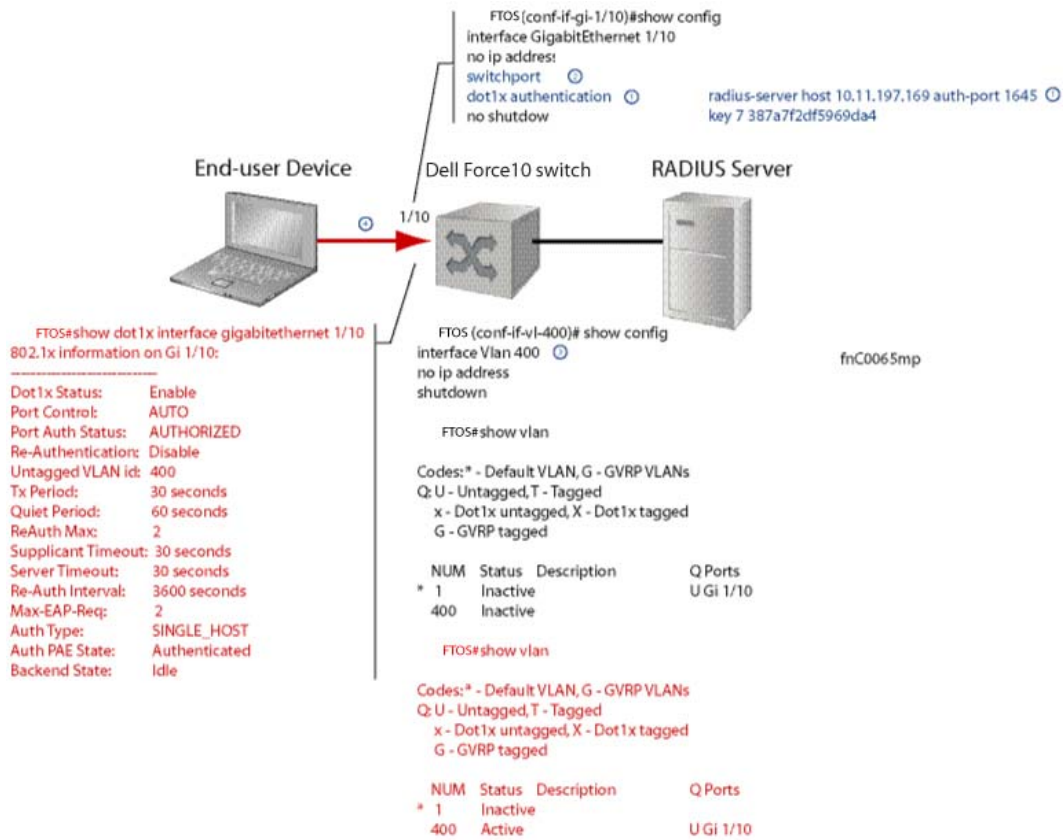 FTOS(conf-if-gi-1/10)#show config
interface GigabitEthernet 1/10
no ip addres
switchport ②
dot1x authentication ①
no shutdow
radius-server host 10.11.197.169 auth-port 1645 ①
key 7 387a7f2df5969da4
End-user Device
Dell Force10 switch
RADIUS Server
④
1/10
FTOS#show dot1x interface gigabitethernet 1/10
802.1x information on Gi 1/10:
-----------------------------
Dot1x Status: Enable
Port Control: AUTO
Port Auth Status: AUTHORIZED
Re-Authentication: Disable
Untagged VLAN id: 400
Tx Period: 30 seconds
Quiet Period: 60 seconds
ReAuth Max: 2
Supplicant Timeout: 30 seconds
Server Timeout: 30 seconds
Re-Auth Interval: 3600 seconds
Max-EAP-Req: 2
Auth Type: SINGLE_HOST
Auth PAE State: Authenticated
Backend State: Idle
FTOS (conf-if-vl-400)# show config
interface Vlan 400 ③
no ip address
shutdown
FTOS#show vlan
Codes: * - Default VLAN, G - GVRP VLANs
Q: U - Untagged, T - Tagged
x - Dot1x untagged, X - Dot1x tagged
G - GVRP tagged
NUM Status Description Q Ports
* 1 Inactive U Gi 1/10
400 Inactive
FTOS#show vlan
Codes: * - Default VLAN, G - GVRP VLANs
Q: U - Untagged, T - Tagged
x - Dot1x untagged, X - Dot1x tagged
G - GVRP tagged
NUM Status Description Q Ports
* 1 Inactive
400 Active U Gi 1/10
fnC0065mp